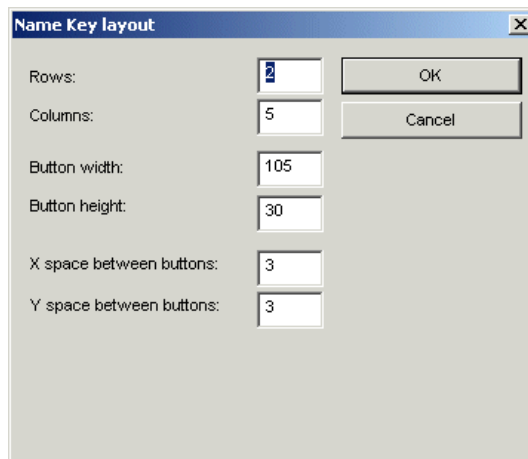 Name Key layout
Rows: 2 OK
Columns: 5 Cancel
Button width: 105
Button height: 30
X space between buttons: 3
Y space between buttons: 3